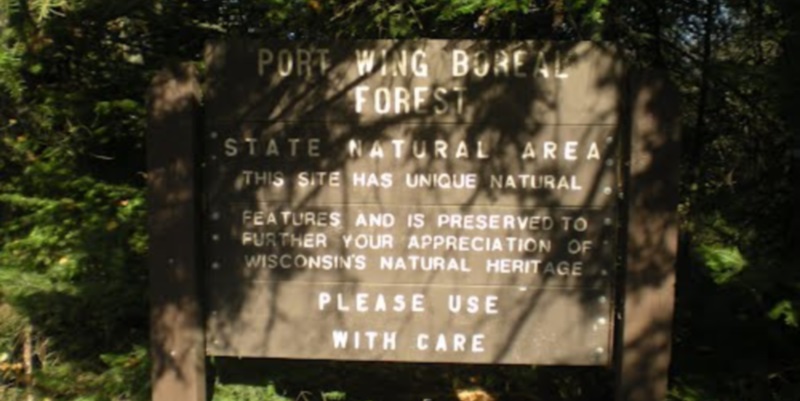 PORT WING BOREAL
FOREST
STATE NATURAL AREA
THIS SITE HAS UNIQUE NATURAL
FEATURES AND IS PRESERVED TO
FURTHER YOUR APPRECIATION OF
WISCONSIN'S NATURAL HERITAGE
PLEASE USE
WITH CARE